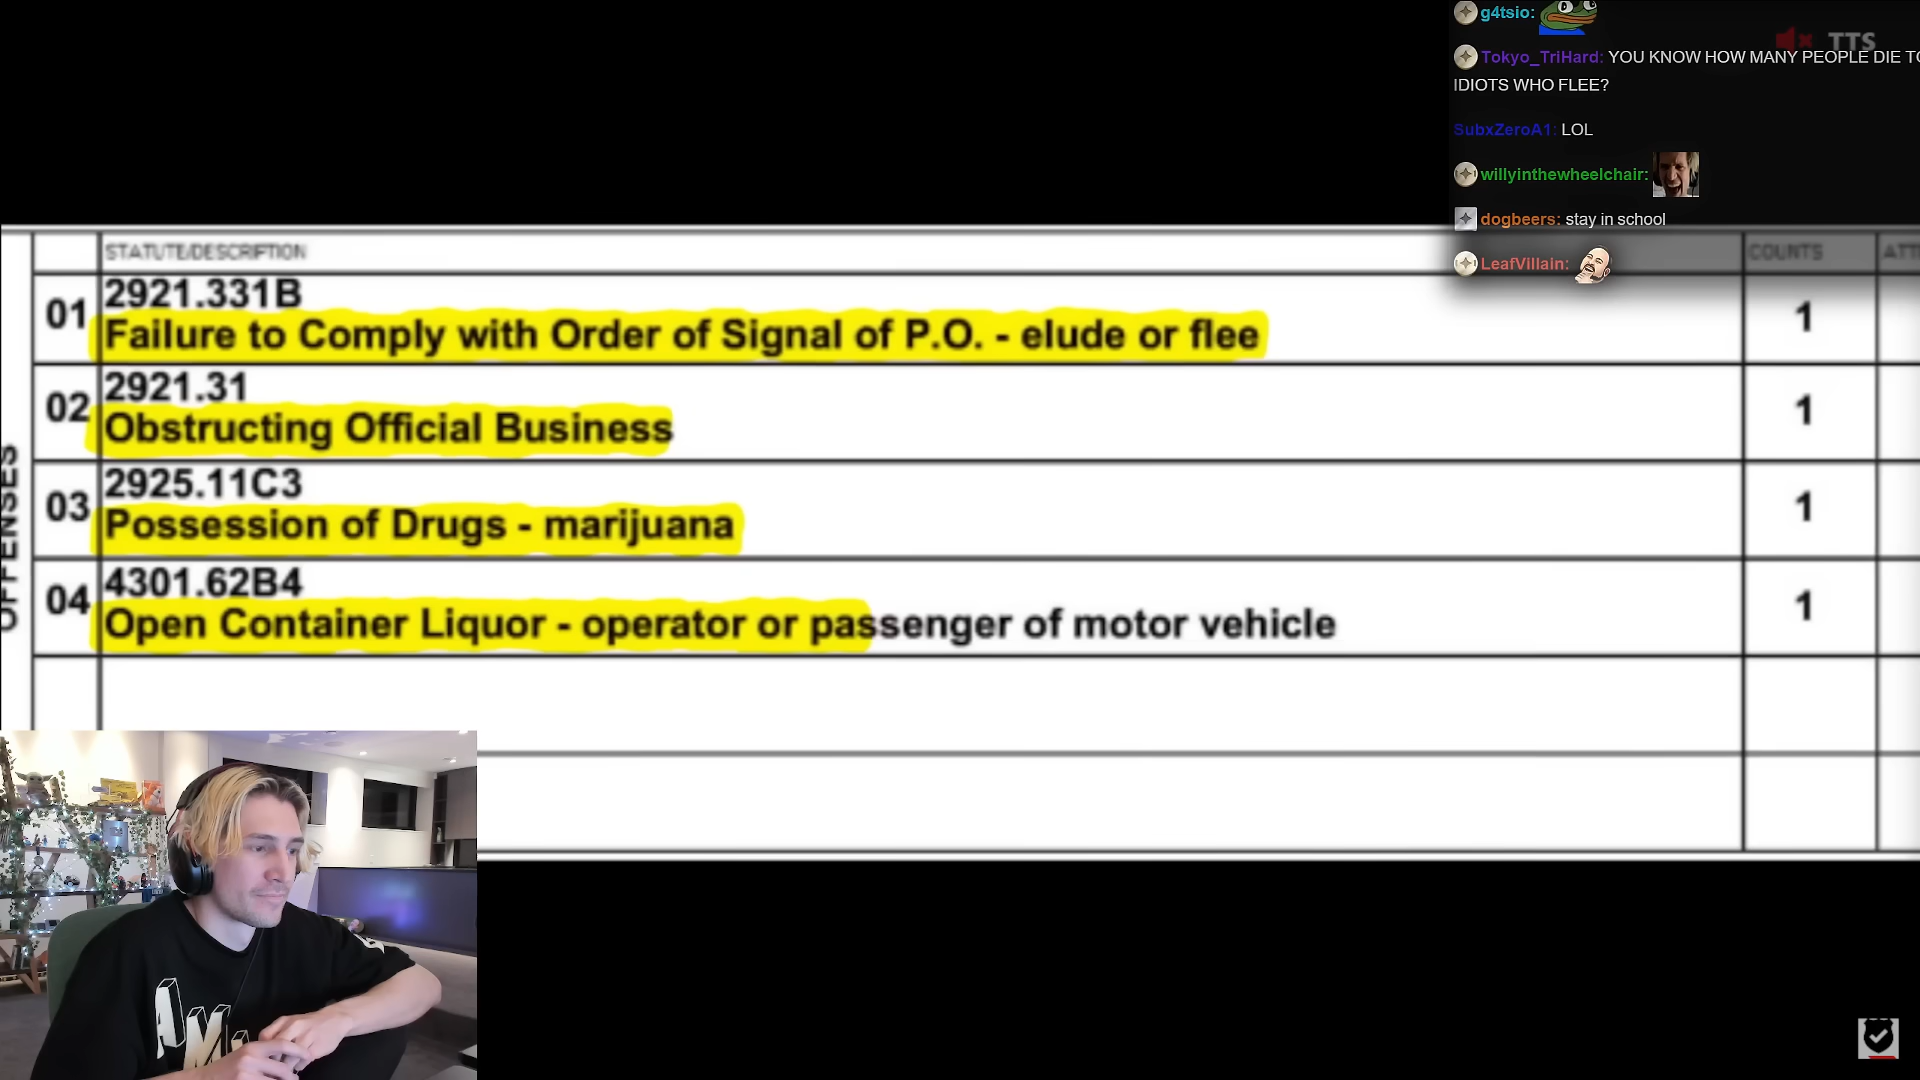 g4tsio:
TTS
Tokyo_TriHard: YOU KNOW HOW MANY PEOPLE DIE TO
IDIOTS WHO FLEE?
SubxZeroA1: LOL
willyinthewheelchair:
dogbeers: stay in school
LeafVillain:
STATUTE/DESCRIPTION COUNTS
OFFENSES
01 2921.331B
Failure to Comply with Order of Signal of P.O. - elude or flee 1
02 2921.31
Obstructing Official Business 1
03 2925.11C3
Possession of Drugs - marijuana 1
04 4301.62B4
Open Container Liquor - operator or passenger of motor vehicle 1